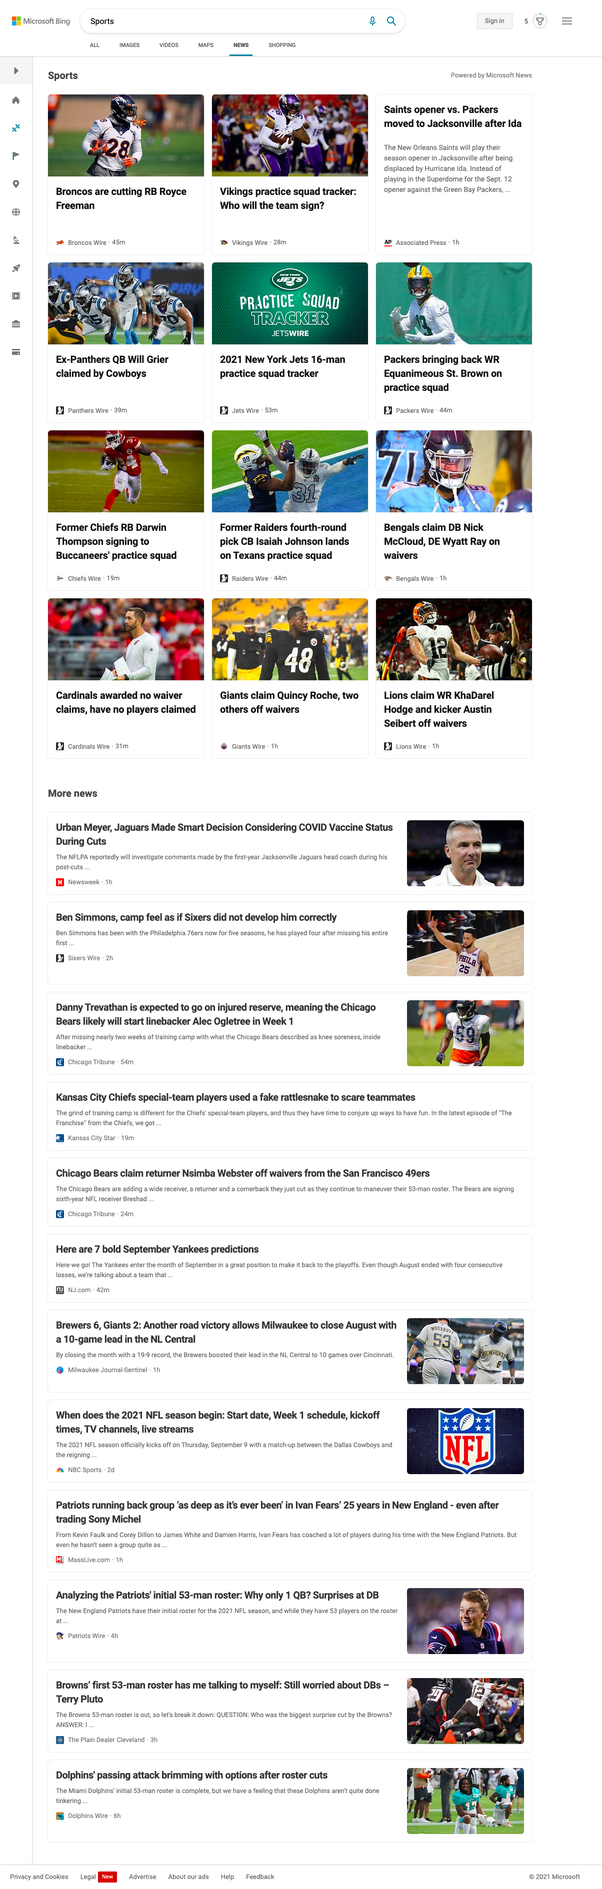 Microsoft Bing
Sports
Sign in
5
ALL IMAGES VIDEOS MAPS NEWS SHOPPING
Sports
Powered by Microsoft News
28
Broncos are cutting RB Royce
Freeman
Broncos Wire · 45m
Vikings practice squad tracker:
Who will the team sign?
Vikings Wire · 28m
Saints opener vs. Packers
moved to Jacksonville after Ida
The New Orleans Saints will play their
season opener in Jacksonville after being
displaced by Hurricane Ida. Instead of
playing in the Superdome for the Sept. 12
opener against the Green Bay Packers, ...
AP Associated Press · 1h
7
Ex-Panthers QB Will Grier
claimed by Cowboys
Panthers Wire · 39m
JETS
PRACTICE SQUAD
TRACKER
JETSWIRE
2021 New York Jets 16-man
practice squad tracker
Jets Wire · 53m
Packers bringing back WR
Equanimeous St. Brown on
practice squad
Packers Wire · 44m
Former Chiefs RB Darwin
Thompson signing to
Buccaneers' practice squad
Chiefs Wire · 19m
31
Former Raiders fourth-round
pick CB Isaiah Johnson lands
on Texans practice squad
Raiders Wire · 44m
71
Bengals claim DB Nick
McCloud, DE Wyatt Ray on
waivers
Bengals Wire · 1h
Cardinals awarded no waiver
claims, have no players claimed
Cardinals Wire · 31m
48
Giants claim Quincy Roche, two
others off waivers
Giants Wire · 1h
12
Lions claim WR KhaDarel
Hodge and kicker Austin
Seibert off waivers
Lions Wire · 1h
More news
Urban Meyer, Jaguars Made Smart Decision Considering COVID Vaccine Status
During Cuts
The NFLPA reportedly will investigate comments made by the first-year Jacksonville Jaguars head coach during his
post-cuts ...
N Newsweek · 1h
Ben Simmons, camp feel as if Sixers did not develop him correctly
Ben Simmons has been with the Philadelphia 76ers now for five seasons, he has played four after missing his entire
first ...
Sixers Wire · 2h
PHILA
25
Danny Trevathan is expected to go on injured reserve, meaning the Chicago
Bears likely will start linebacker Alec Ogletree in Week 1
After missing nearly two weeks of training camp with what the Chicago Bears described as knee soreness, inside
linebacker ...
Chicago Tribune · 54m
59
Kansas City Chiefs special-team players used a fake rattlesnake to scare teammates
The grind of training camp is different for the Chiefs' special-team players, and thus they have time to conjure up ways to have fun. In the latest episode of "The
Franchise" from the Chiefs, we got ...
Kansas City Star · 19m
Chicago Bears claim returner Nsimba Webster off waivers from the San Francisco 49ers
The Chicago Bears are adding a wide receiver, a returner and a cornerback they just cut as they continue to maneuver their 53-man roster. The Bears are signing
sixth-year NFL receiver Breshad ...
Chicago Tribune · 24m
Here are 7 bold September Yankees predictions
Here we go! The Yankees enter the month of September in a great position to make it back to the playoffs. Even though August ended with four consecutive
losses, we're talking about a team that ...
NJ.com · 42m
Brewers 6, Giants 2: Another road victory allows Milwaukee to close August with
a 10-game lead in the NL Central
By closing the month with a 19-9 record, the Brewers boosted their lead in the NL Central to 10 games over Cincinnati.
Milwaukee Journal-Sentinel · 1h
53
When does the 2021 NFL season begin: Start date, Week 1 schedule, kickoff
times, TV channels, live streams
The 2021 NFL season officially kicks off on Thursday, September 9 with a match-up between the Dallas Cowboys and
the reigning ...
NBC Sports · 2d
NFL
Patriots running back group 'as deep as it's ever been' in Ivan Fears' 25 years in New England - even after
trading Sony Michel
From Kevin Faulk and Corey Dillon to James White and Damien Harris, Ivan Fears has coached a lot of players during his time with the New England Patriots. But
even he hasn't seen a group quite as ...
MassLive.com · 1h
Analyzing the Patriots' initial 53-man roster: Why only 1 QB? Surprises at DB
The New England Patriots have their initial roster for the 2021 NFL season, and while they have 53 players on the roster
at ...
Patriots Wire · 4h
Browns' first 53-man roster has me talking to myself: Still worried about DBs –
Terry Pluto
The Browns 53-man roster is out, so let's break it down: QUESTION: Who was the biggest surprise cut by the Browns?
ANSWER: I ...
The Plain Dealer Cleveland · 3h
Dolphins' passing attack brimming with options after roster cuts
The Miami Dolphins' initial 53-man roster is complete, but we have a feeling that these Dolphins aren't quite done
tinkering ...
Dolphins Wire · 6h
Privacy and Cookies Legal New Advertise About our ads Help Feedback © 2021 Microsoft